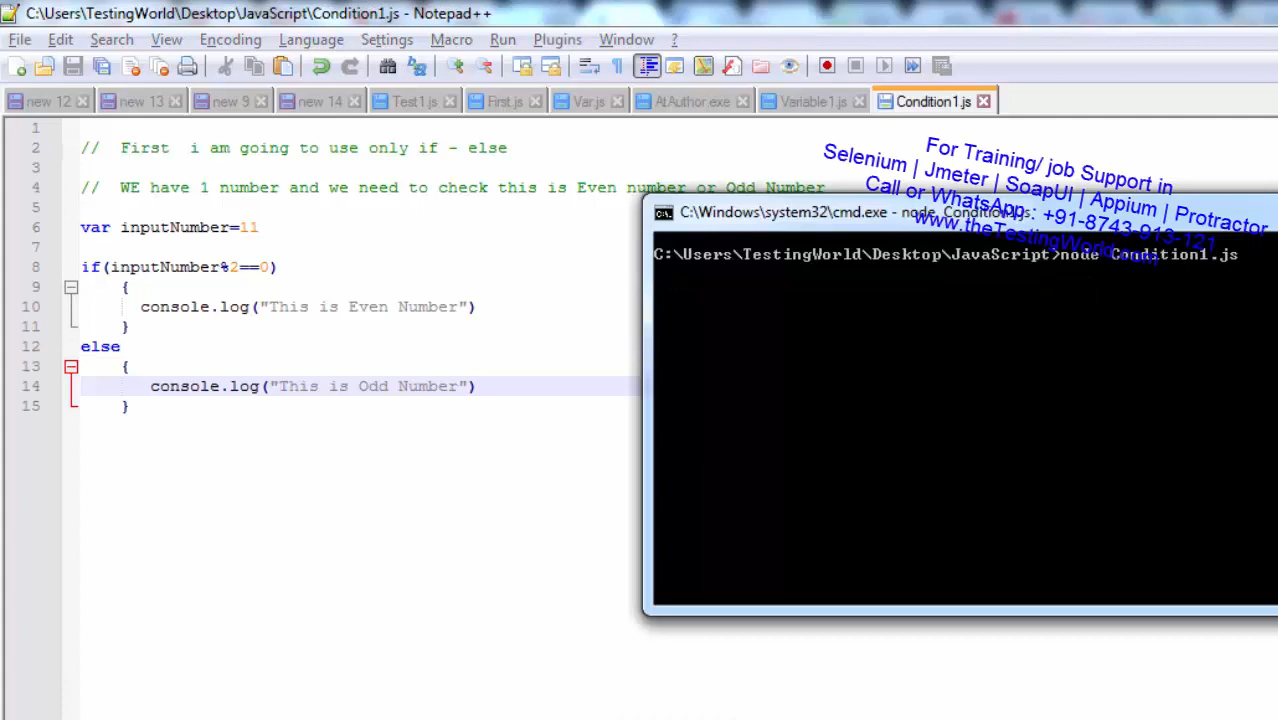 C:\Users\TestingWorld\Desktop\JavaScript\Condition1.js - Notepad++
File Edit Search View Encoding Language Settings Macro Run Plugins Window ?
new 12 new 13 new 9 new 14 Test1.js First.js Var.js AtAuthor.exe Variable1.js Condition1.js
1
2 // First i am going to use only if - else
3
4 // WE have 1 number and we need to check this is Even number or Odd Number
5
6 var inputNumber=11
7
8 if(inputNumber%2==0)
9 {
10 console.log("This is Even Number")
11 }
12 else
13 {
14 console.log("This is Odd Number")
15 }
For Training/ job Support in
Selenium | Jmeter | SoapUI | Appium | Protractor
Call or WhatsApp : +91-8743-913-121
www.theTestingWorld.com
C:\Windows\system32\cmd.exe - node Condition1.js
C:\Users\TestingWorld\Desktop\JavaScript>node Condition1.js